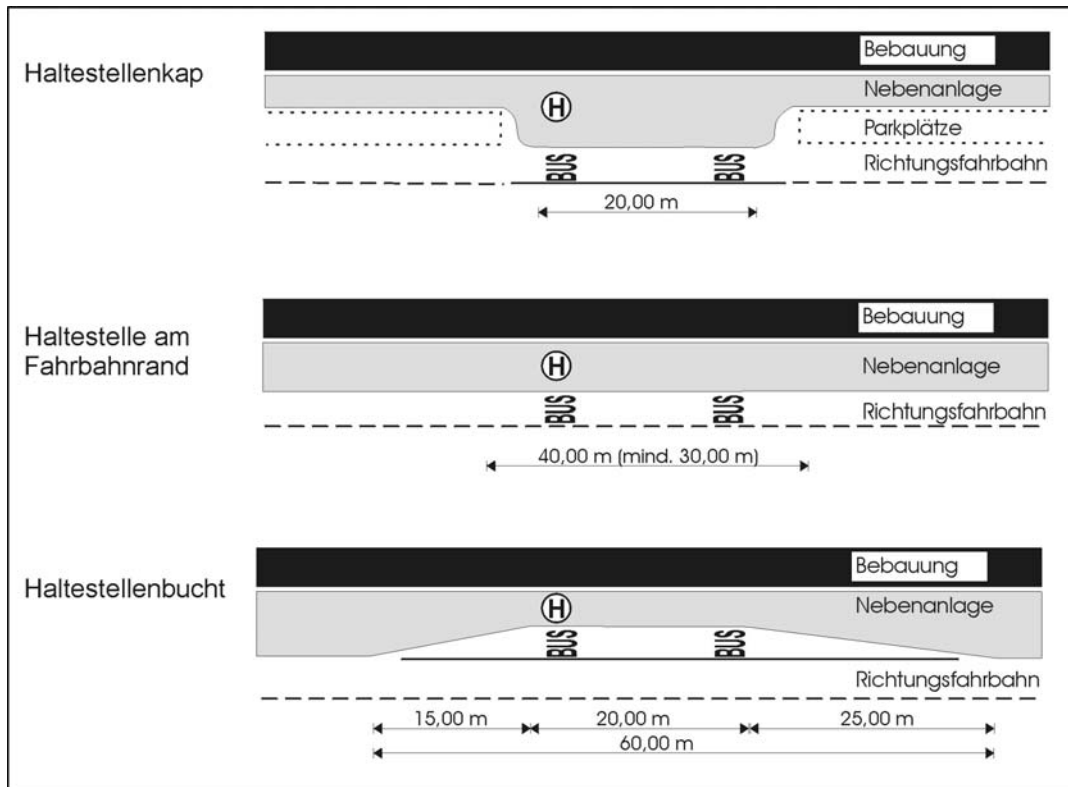 Haltestellenkap
Bebauung
Nebenanlage
H
Parkplätze
BUS BUS
Richtungsfahrbahn
20,00 m
Haltestelle am
Fahrbahnrand
Bebauung
H
Nebenanlage
BUS BUS
Richtungsfahrbahn
40,00 m (mind. 30,00 m)
Haltestellenbucht
Bebauung
H
Nebenanlage
BUS BUS
Richtungsfahrbahn
15,00 m 20,00 m 25,00 m
60,00 m